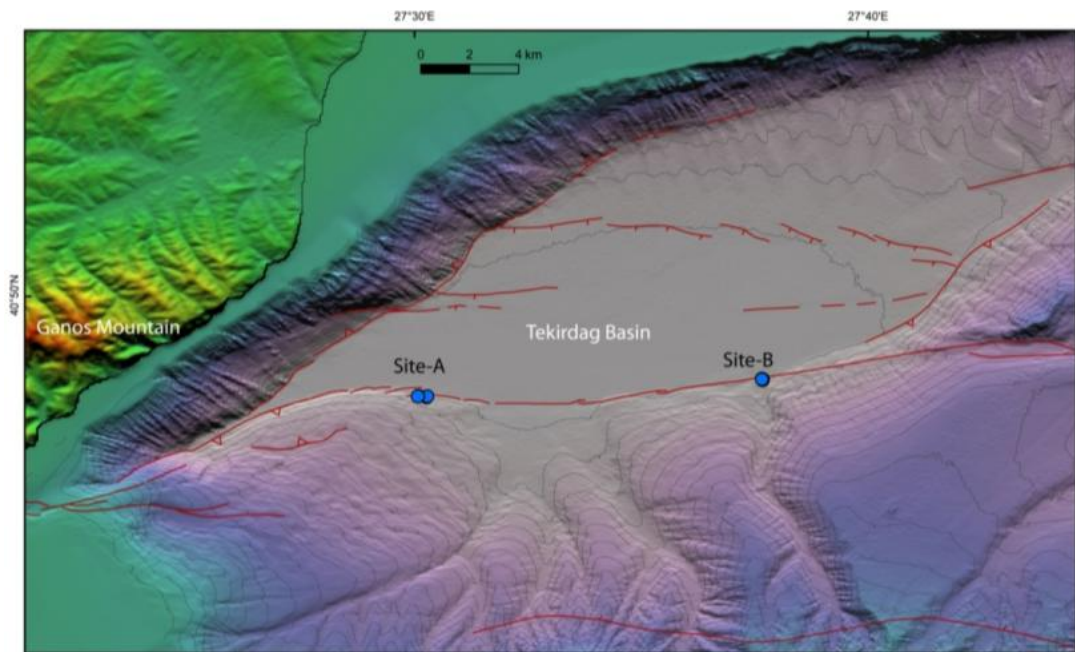 27°30'E
27°40'E
0 2 4 km
40°50'N
Ganos Mountain
Tekirdag Basin
Site-A
Site-B